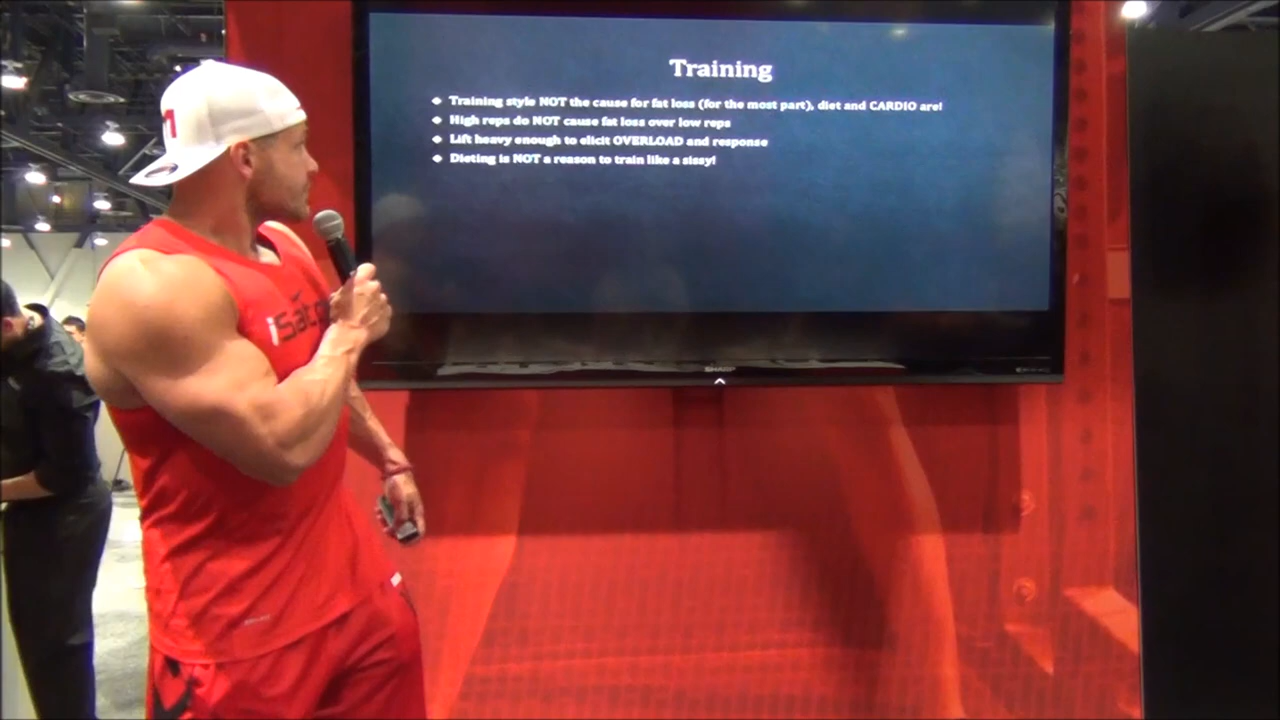 Training
Training style NOT the cause for fat loss (for the most part), diet and CARDIO are!
High reps do NOT cause fat loss over low reps
Lift heavy enough to elicit OVERLOAD and response
Dieting is NOT a reason to train like a sissy!
iSato
SHARP